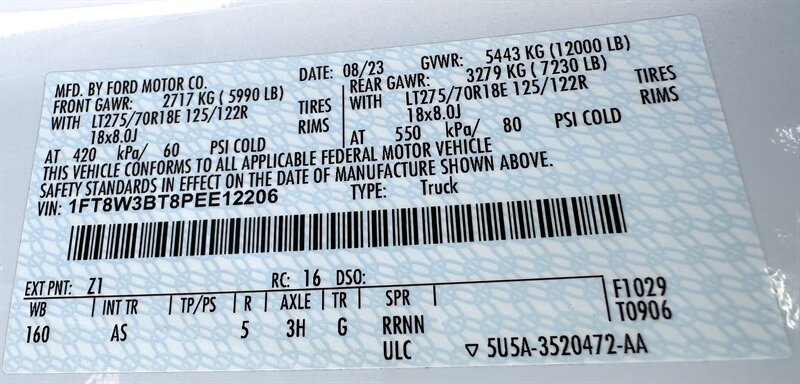 MFD. BY FORD MOTOR CO. DATE: 08/23 GVWR: 5443 KG (12000 LB)
FRONT GAWR: 2717 KG ( 5990 LB) REAR GAWR: 3279 KG ( 7230 LB)
WITH LT275/70R18E 125/122R TIRES WITH LT275/70R18E 125/122R TIRES
18x8.0J RIMS 18x8.0J RIMS
AT 420 kPa/ 60 PSI COLD AT 550 kPa/ 80 PSI COLD
THIS VEHICLE CONFORMS TO ALL APPLICABLE FEDERAL MOTOR VEHICLE
SAFETY STANDARDS IN EFFECT ON THE DATE OF MANUFACTURE SHOWN ABOVE.
VIN: 1FT8W3BT8PEE12206 TYPE: Truck
EXT PNT: Z1 RC: 16 DSO:
WB INT TR TP/PS R AXLE TR SPR F1029
160 AS 5 3H G RRNN T0906
ULC ▽ 5U5A-3520472-AA